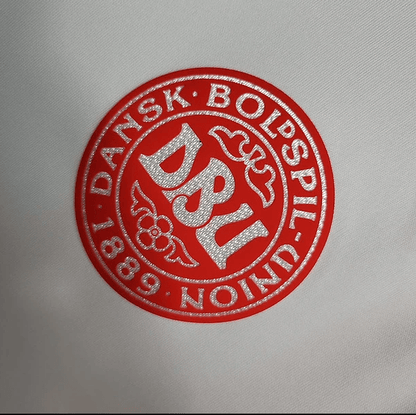 DANSK · BOLDSPIL-UNION · 1889 ·
DBU